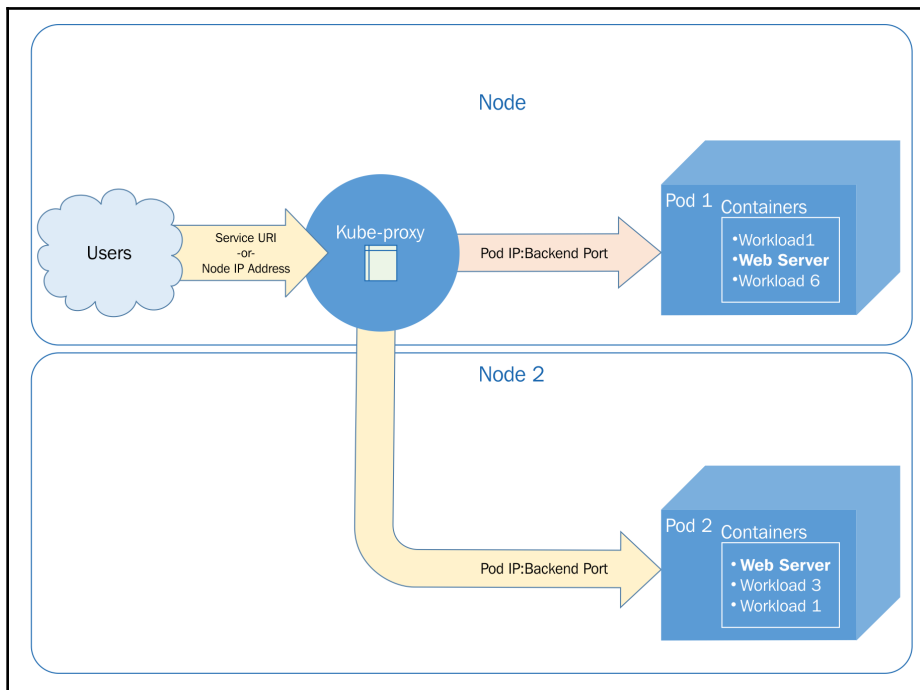 Node
Users
Service URI
-or-
Node IP Address
Kube-proxy
Pod IP:Backend Port
Pod 1
Containers
•Workload1
•Web Server
•Workload 6
Node 2
Pod IP:Backend Port
Pod 2
Containers
• Web Server
• Workload 3
• Workload 1